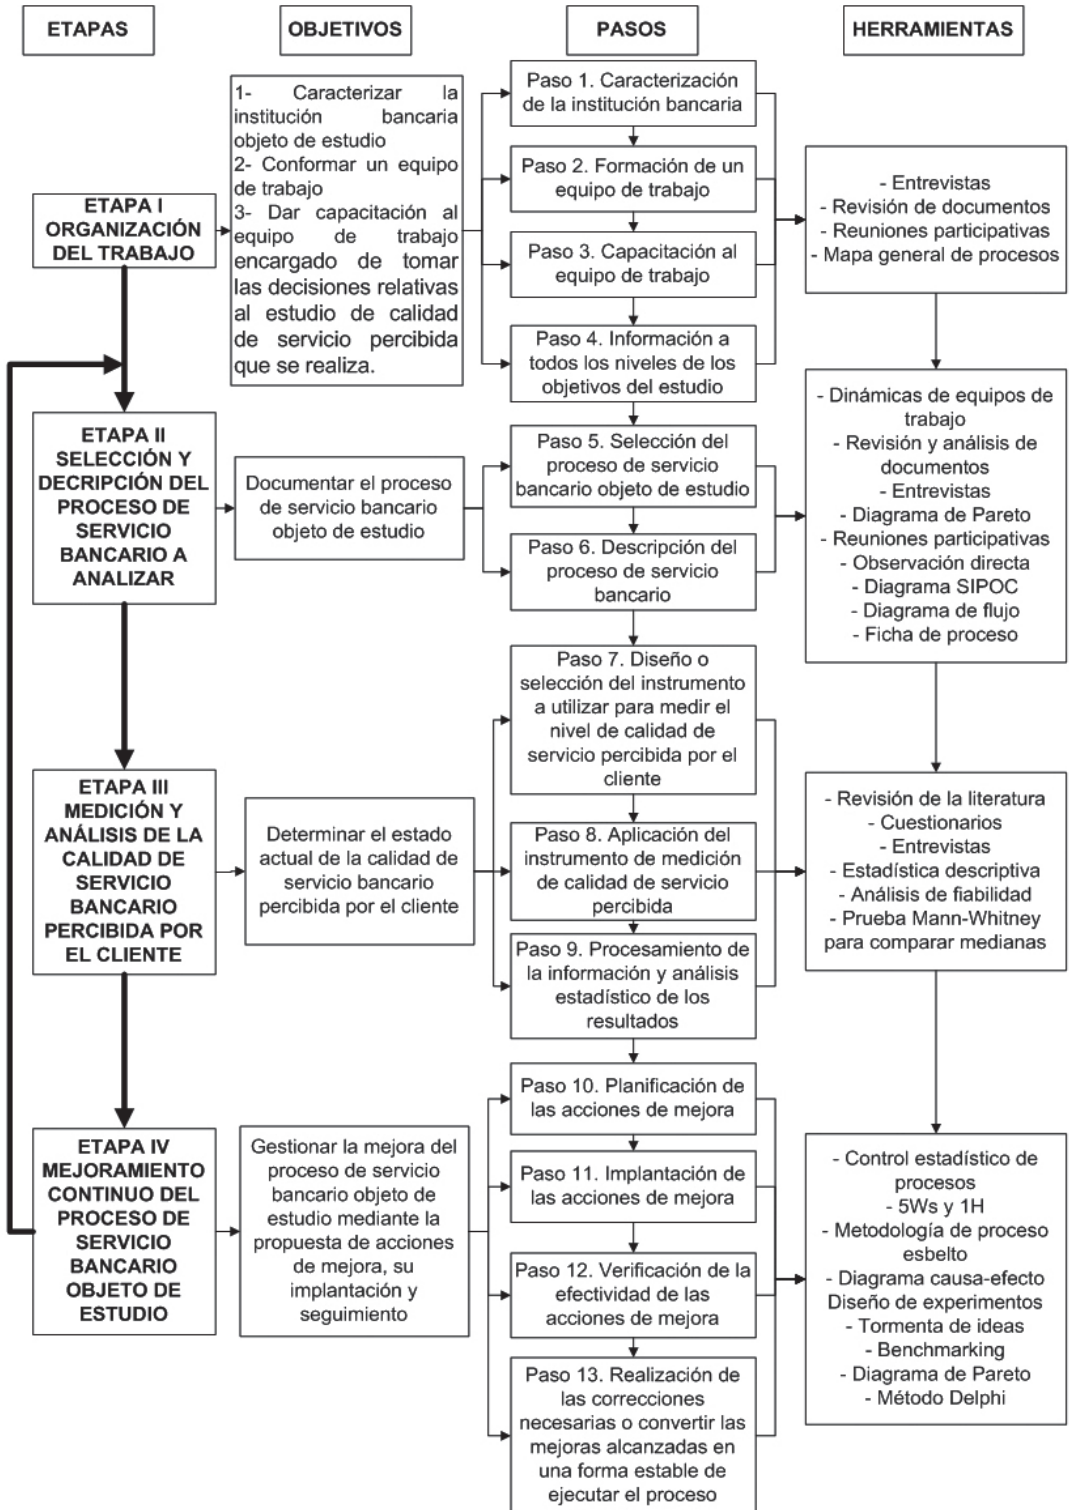 ETAPAS
OBJETIVOS
PASOS
HERRAMIENTAS
ETAPA I
ORGANIZACIÓN
DEL TRABAJO
1- Caracterizar la
institución bancaria
objeto de estudio
2- Conformar un equipo
de trabajo
3- Dar capacitación al
equipo de trabajo
encargado de tomar
las decisiones relativas
al estudio de calidad
de servicio percibida
que se realiza.
Paso 1. Caracterización
de la institución bancaria
Paso 2. Formación de un
equipo de trabajo
Paso 3. Capacitación al
equipo de trabajo
Paso 4. Información a
todos los niveles de los
objetivos del estudio
- Entrevistas
- Revisión de documentos
- Reuniones participativas
- Mapa general de procesos
ETAPA II
SELECCIÓN Y
DECRIPCIÓN DEL
PROCESO DE
SERVICIO
BANCARIO A
ANALIZAR
Documentar el proceso
de servicio bancario
objeto de estudio
Paso 5. Selección del
proceso de servicio
bancario objeto de estudio
Paso 6. Descripción del
proceso de servicio
bancario
- Dinámicas de equipos de
trabajo
- Revisión y análisis de
documentos
- Entrevistas
- Diagrama de Pareto
- Reuniones participativas
- Observación directa
- Diagrama SIPOC
- Diagrama de flujo
- Ficha de proceso
ETAPA III
MEDICIÓN Y
ANÁLISIS DE LA
CALIDAD DE
SERVICIO
BANCARIO
PERCIBIDA POR
EL CLIENTE
Determinar el estado
actual de la calidad de
servicio bancario
percibida por el cliente
Paso 7. Diseño o
selección del instrumento
a utilizar para medir el
nivel de calidad de
servicio percibida por el
cliente
Paso 8. Aplicación del
instrumento de medición
de calidad de servicio
percibida
Paso 9. Procesamiento de
la información y análisis
estadístico de los
resultados
- Revisión de la literatura
- Cuestionarios
- Entrevistas
- Estadística descriptiva
- Análisis de fiabilidad
- Prueba Mann-Whitney
para comparar medianas
ETAPA IV
MEJORAMIENTO
CONTINUO DEL
PROCESO DE
SERVICIO
BANCARIO
OBJETO DE
ESTUDIO
Gestionar la mejora del
proceso de servicio
bancario objeto de
estudio mediante la
propuesta de acciones
de mejora, su
implantación y
seguimiento
Paso 10. Planificación de
las acciones de mejora
Paso 11. Implantación de
las acciones de mejora
Paso 12. Verificación de la
efectividad de las
acciones de mejora
Paso 13. Realización de
las correcciones
necesarias o convertir las
mejoras alcanzadas en
una forma estable de
ejecutar el proceso
- Control estadístico de
procesos
- 5Ws y 1H
- Metodología de proceso
esbelto
- Diagrama causa-efecto
Diseño de experimentos
- Tormenta de ideas
- Benchmarking
- Diagrama de Pareto
- Método Delphi